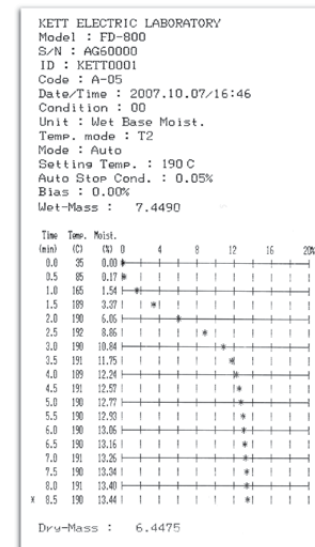 KETT ELECTRIC LABORATORY
Model : FD-800
S/N : AG60000
ID : KETT0001
Code : A-05
Date/Time : 2007.10.07/16:46
Condition : 00
Unit : Wet Base Moist.
Temp. mode : T2
Mode : Auto
Setting Temp. : 190 C
Auto Stop Cond. : 0.05%
Bias : 0.00%
Wet-Mass : 7.4490
Time Temp. Moist.
(min) (C) (%) 0 4 8 12 16 20%
0.0 35 0.00
0.5 85 0.17
1.0 165 1.54
1.5 189 3.37
2.0 190 6.06
2.5 192 8.86
3.0 190 10.84
3.5 191 11.75
4.0 189 12.24
4.5 191 12.57
5.0 190 12.77
5.5 190 12.93
6.0 190 13.06
6.5 190 13.16
7.0 191 13.26
7.5 190 13.34
8.0 191 13.40
x 8.5 190 13.44
Dry-Mass : 6.4475